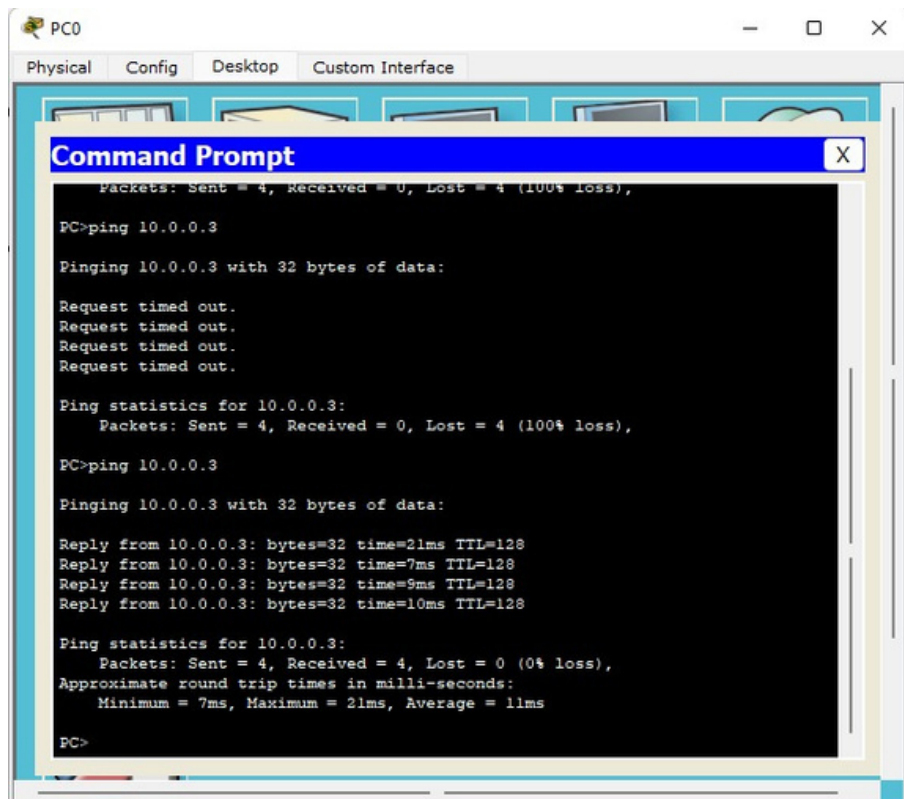 PC0
Physical Config Desktop Custom Interface
Command Prompt X
Packets: Sent = 4, Received = 0, Lost = 4 (100% loss),
PC>ping 10.0.0.3
Pinging 10.0.0.3 with 32 bytes of data:
Request timed out.
Request timed out.
Request timed out.
Request timed out.
Ping statistics for 10.0.0.3:
Packets: Sent = 4, Received = 0, Lost = 4 (100% loss),
PC>ping 10.0.0.3
Pinging 10.0.0.3 with 32 bytes of data:
Reply from 10.0.0.3: bytes=32 time=21ms TTL=128
Reply from 10.0.0.3: bytes=32 time=7ms TTL=128
Reply from 10.0.0.3: bytes=32 time=9ms TTL=128
Reply from 10.0.0.3: bytes=32 time=10ms TTL=128
Ping statistics for 10.0.0.3:
Packets: Sent = 4, Received = 4, Lost = 0 (0% loss),
Approximate round trip times in milli-seconds:
Minimum = 7ms, Maximum = 21ms, Average = 11ms
PC>